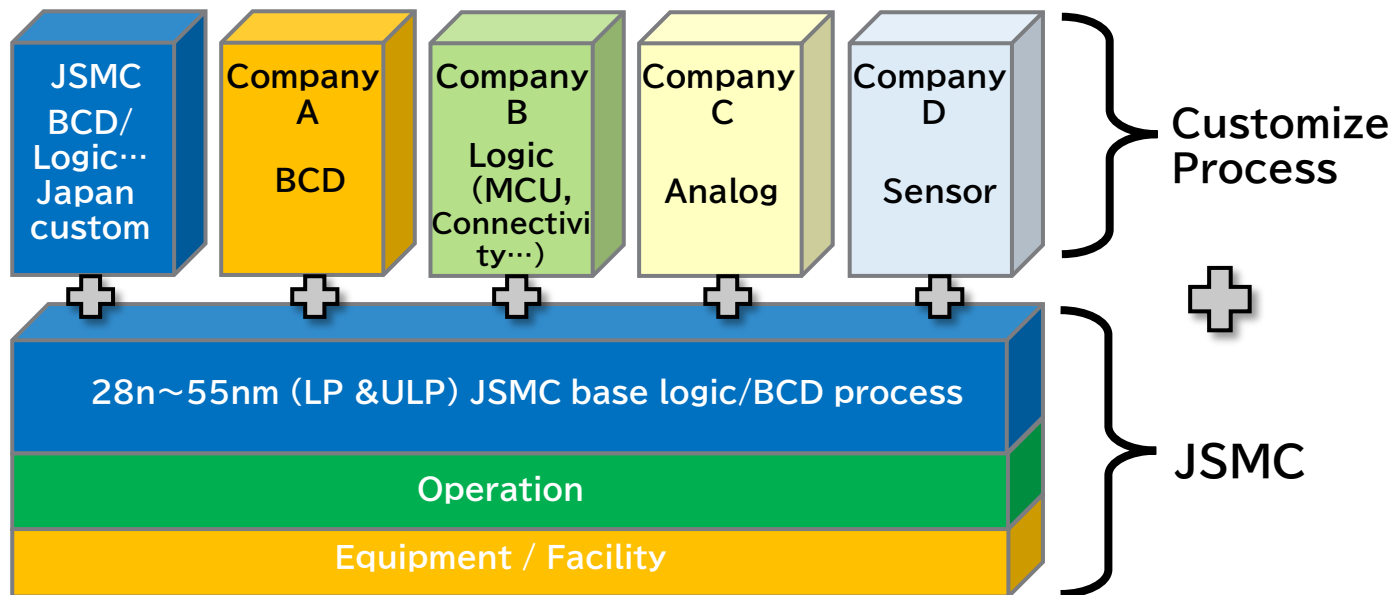 JSMC
BCD/
Logic…
Japan
custom
Company
A
BCD
Company
B
Logic
(MCU,
Connectivi
ty…)
Company
C
Analog
Company
D
Sensor
Customize
Process
28n～55nm (LP &ULP) JSMC base logic/BCD process
Operation
Equipment / Facility
JSMC